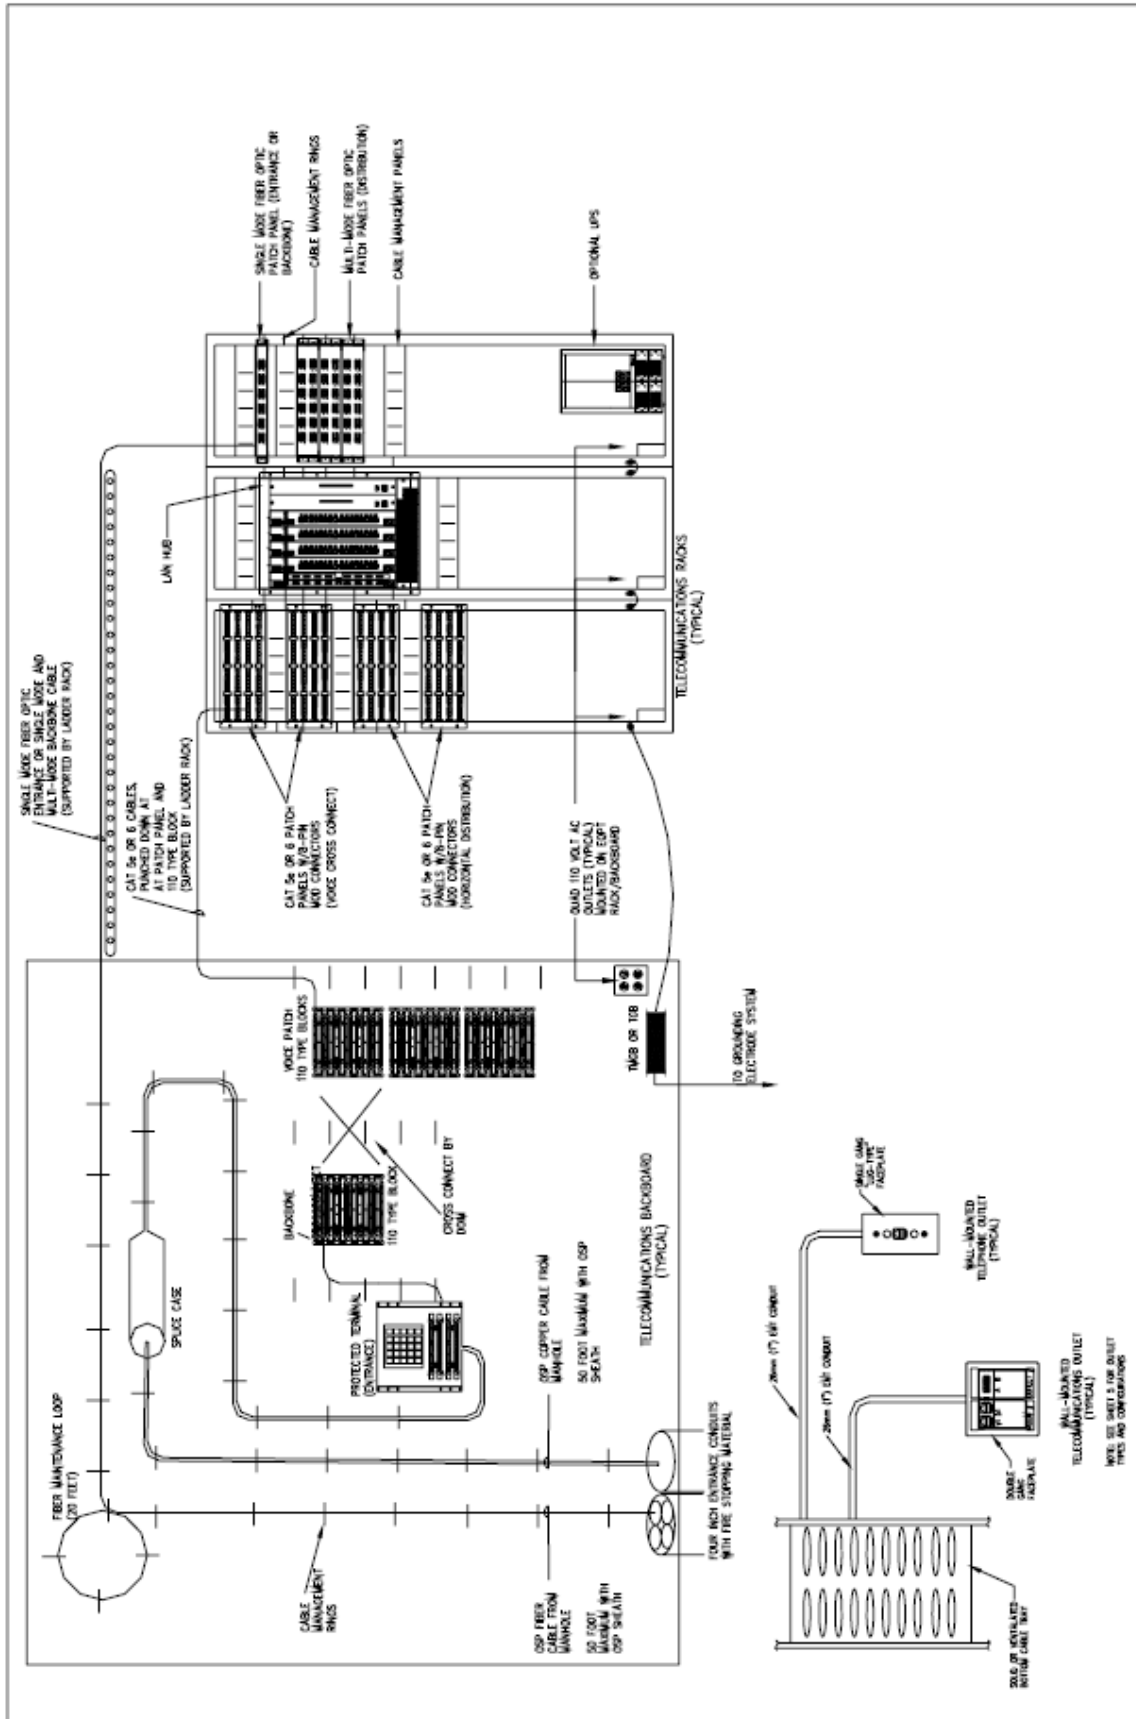 SINGLE MODE FIBER OPTIC
ENTRANCE OR SINGLE MODE AND
MULTI-MODE BACKBONE CABLE
(SUPPORTED BY LADDER RACK)
CAT 5e OR 6 CABLES,
PUNCHED DOWN AT
AT PATCH PANEL AND
110 TYPE BLOCK
(SUPPORTED BY LADDER RACK)
LAN HUB
SINGLE MODE FIBER OPTIC
PATCH PANEL (ENTRANCE OR
BACKBONE)
CABLE MANAGEMENT RINGS
MULTI-MODE FIBER OPTIC
PATCH PANELS (DISTRIBUTION)
CABLE MANAGEMENT PANELS
OPTIONAL UPS
CAT 5e OR 6 PATCH
PANELS W/8-PIN
MOD CONNECTORS
(VOICE CROSS CONNECT)
CAT 5e OR 6 PATCH
PANELS W/8-PIN
MOD CONNECTORS
(HORIZONTAL DISTRIBUTION)
QUAD 110 VOLT AC
OUTLETS (TYPICAL)
MOUNTED ON EQPT
RACK/BACKBOARD
TELECOMMUNICATIONS RACKS
(TYPICAL)
FIBER MAINTENANCE LOOP
(20 FEET)
SPLICE CASE
VOICE PATCH
110 TYPE BLOCKS
BACKBONE
110 TYPE BLOCK
CROSS CONNECT BY
DOIM
PROTECTED TERMINAL
(ENTRANCE)
CABLE
MANAGEMENT
RINGS
OSP FIBER
CABLE FROM
MANHOLE
50 FOOT
MAXIMUM WITH
OSP SHEATH
OSP COPPER CABLE FROM
MANHOLE
50 FOOT MAXIMUM WITH OSP
SHEATH
FOUR INCH ENTRANCE CONDUITS
WITH FIRE STOPPING MATERIAL
TELECOMMUNICATIONS BACKBOARD
(TYPICAL)
TMGB OR TGB
TO GROUNDING
ELECTRODE SYSTEM
SOLID OR VENTILATED
BOTTOM CABLE TRAY
(1") EMT CONDUIT
(1") EMT CONDUIT
DOUBLE
GANG
FACEPLATE
WALL-MOUNTED
TELECOMMUNICATIONS OUTLET
(TYPICAL)
NOTE: SEE SHEET 5 FOR OUTLET
TYPES AND CONFIGURATIONS
SINGLE GANG
"LUG-TYPE"
FACEPLATE
WALL-MOUNTED
TELEPHONE OUTLET
(TYPICAL)